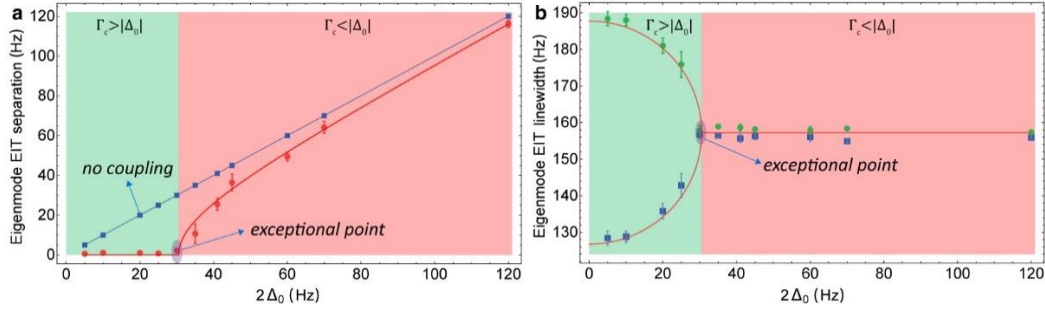 a
Γc>|Δ0|
Γc<|Δ0|
Eigenmode EIT separation (Hz)
120
100
80
60
40
20
0
no coupling
exceptional point
0 20 40 60 80 100 120
2Δ0 (Hz)
b
Γc>|Δ0|
Γc<|Δ0|
Eigenmode EIT linewidth (Hz)
190
180
170
160
150
140
130
exceptional point
0 20 40 60 80 100 120
2Δ0 (Hz)